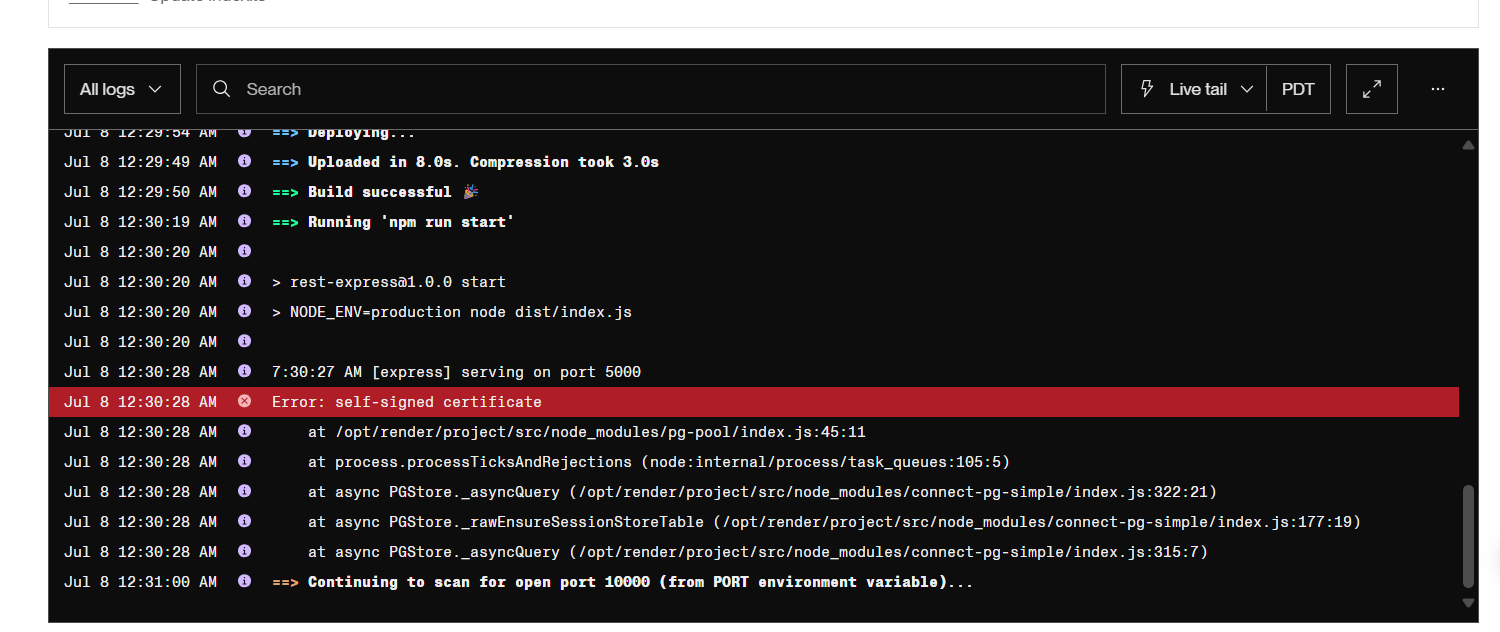 All logs Search Live tail PDT ...
Jul 8 12:29:54 AM ==> Deploying...
Jul 8 12:29:49 AM ==> Uploaded in 8.0s. Compression took 3.0s
Jul 8 12:29:50 AM ==> Build successful 🎉
Jul 8 12:30:19 AM ==> Running 'npm run start'
Jul 8 12:30:20 AM
Jul 8 12:30:20 AM > rest-express@1.0.0 start
Jul 8 12:30:20 AM > NODE_ENV=production node dist/index.js
Jul 8 12:30:20 AM
Jul 8 12:30:28 AM 7:30:27 AM [express] serving on port 5000
Jul 8 12:30:28 AM Error: self-signed certificate
Jul 8 12:30:28 AM at /opt/render/project/src/node_modules/pg-pool/index.js:45:11
Jul 8 12:30:28 AM at process.processTicksAndRejections (node:internal/process/task_queues:105:5)
Jul 8 12:30:28 AM at async PGStore._asyncQuery (/opt/render/project/src/node_modules/connect-pg-simple/index.js:322:21)
Jul 8 12:30:28 AM at async PGStore._rawEnsureSessionStoreTable (/opt/render/project/src/node_modules/connect-pg-simple/index.js:177:19)
Jul 8 12:30:28 AM at async PGStore._asyncQuery (/opt/render/project/src/node_modules/connect-pg-simple/index.js:315:7)
Jul 8 12:31:00 AM ==> Continuing to scan for open port 10000 (from PORT environment variable)...